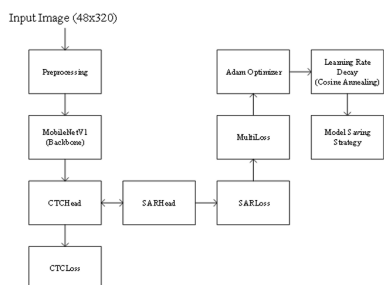 Input Image (48x320)
Preprocessing
MobileNetV1
(Backbone)
CTCHead
CTCLoss
SARHead
SARLoss
MultiLoss
Adam Optimizer
Learning Rate
Decay
(Cosine Annealing)
Model Saving
Strategy